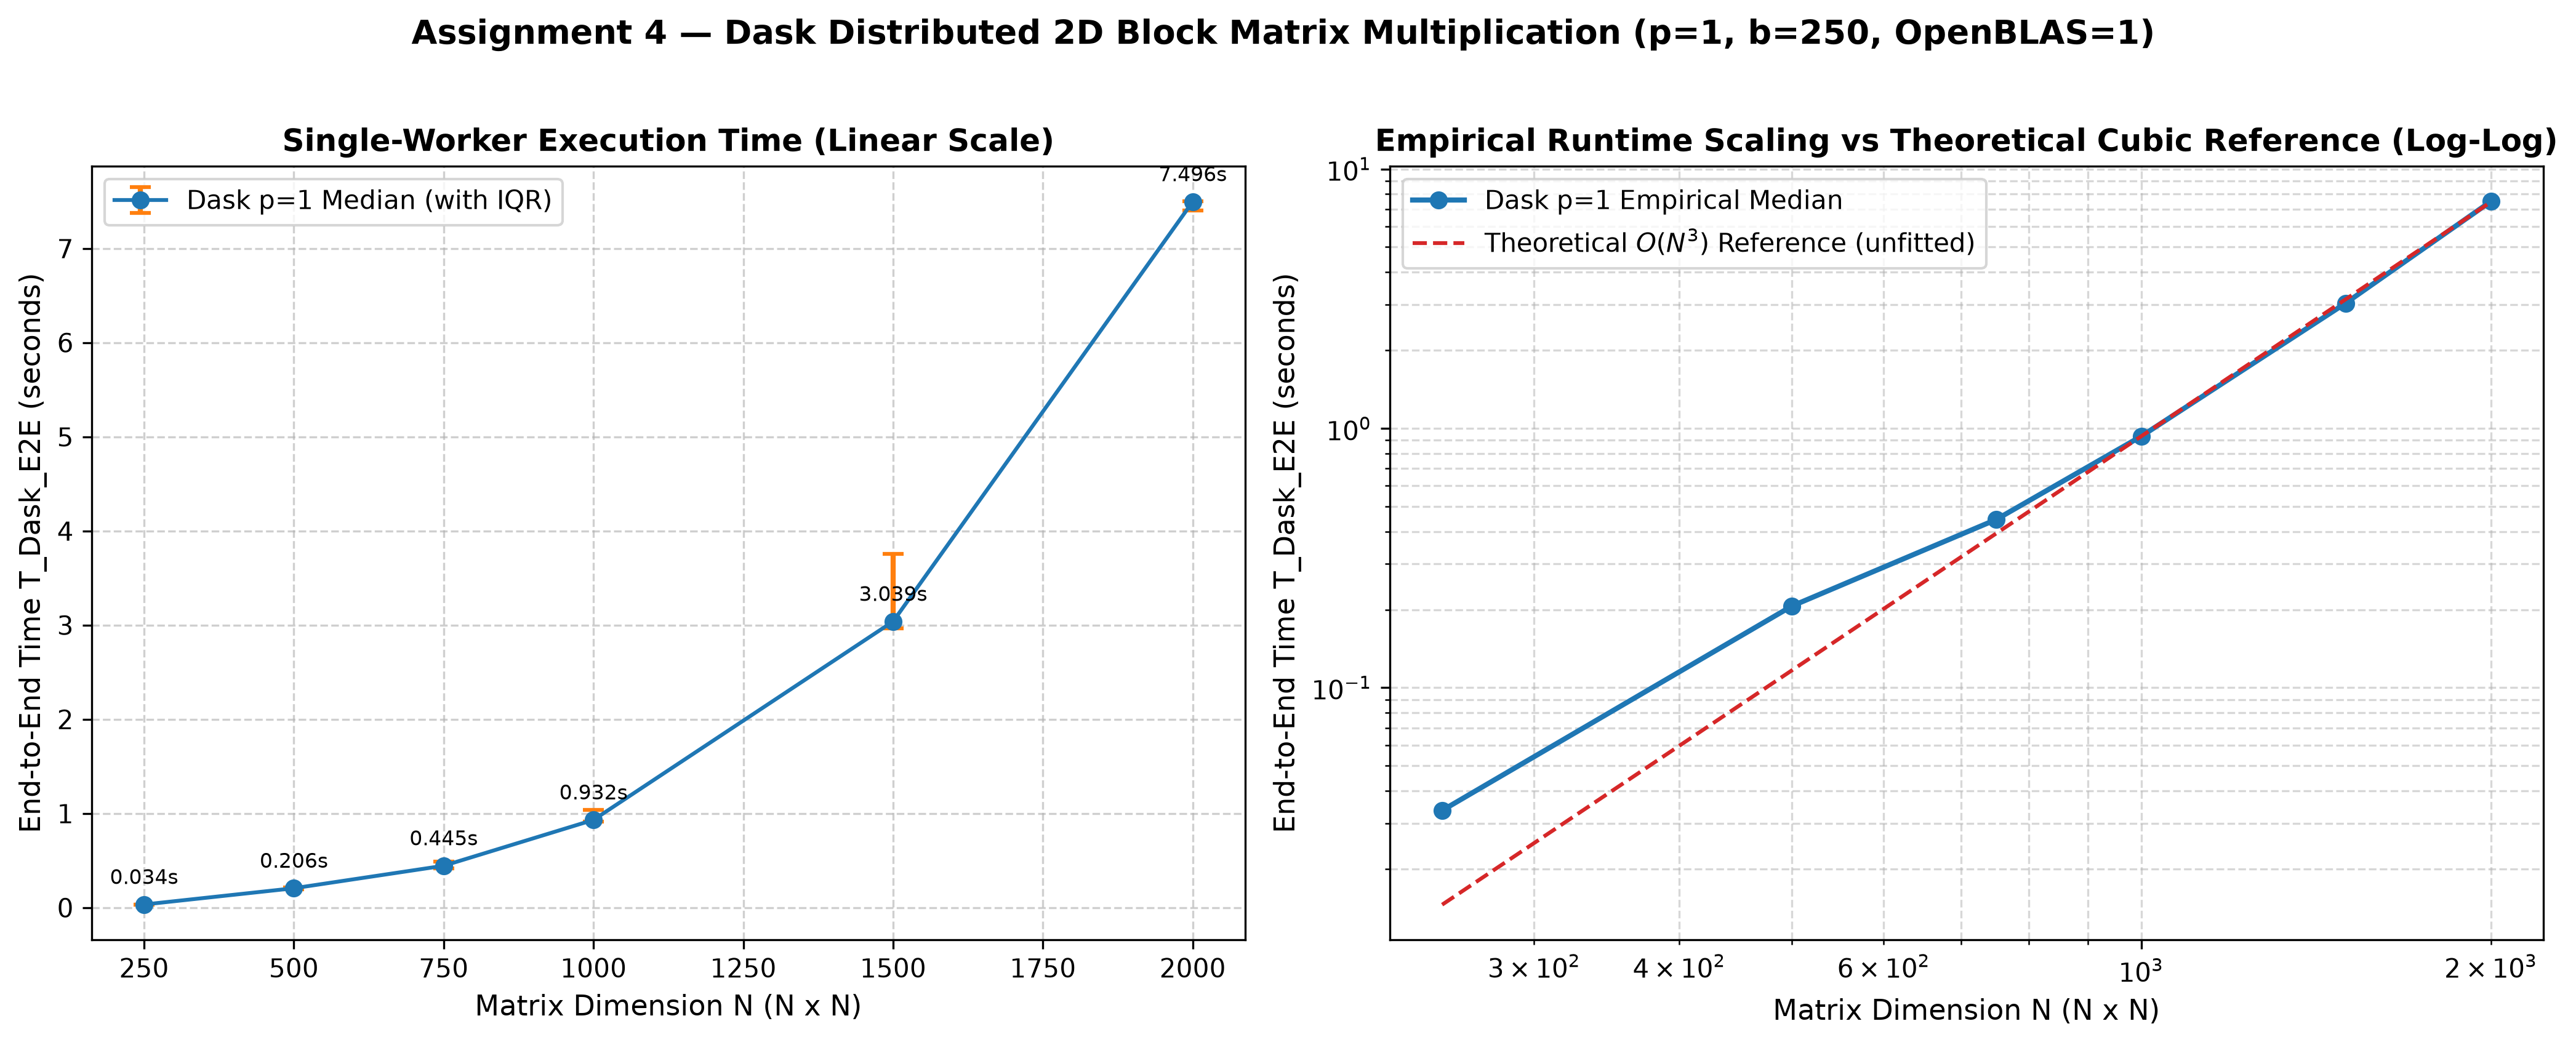 Assignment 4 — Dask Distributed 2D Block Matrix Multiplication (p=1, b=250, OpenBLAS=1)
Single-Worker Execution Time (Linear Scale)
Dask p=1 Median (with IQR)
End-to-End Time T_Dask_E2E (seconds)
7
6
5
4
3
2
1
0
0.034s
0.206s
0.445s
0.932s
3.039s
7.496s
250
500
750
1000
1250
1500
1750
2000
Matrix Dimension N (N x N)
Empirical Runtime Scaling vs Theoretical Cubic Reference (Log-Log)
Dask p=1 Empirical Median
Theoretical O(N³) Reference (unfitted)
End-to-End Time T_Dask_E2E (seconds)
10¹
10⁰
10⁻¹
3 × 10²
4 × 10²
6 × 10²
10³
2 × 10³
Matrix Dimension N (N x N)